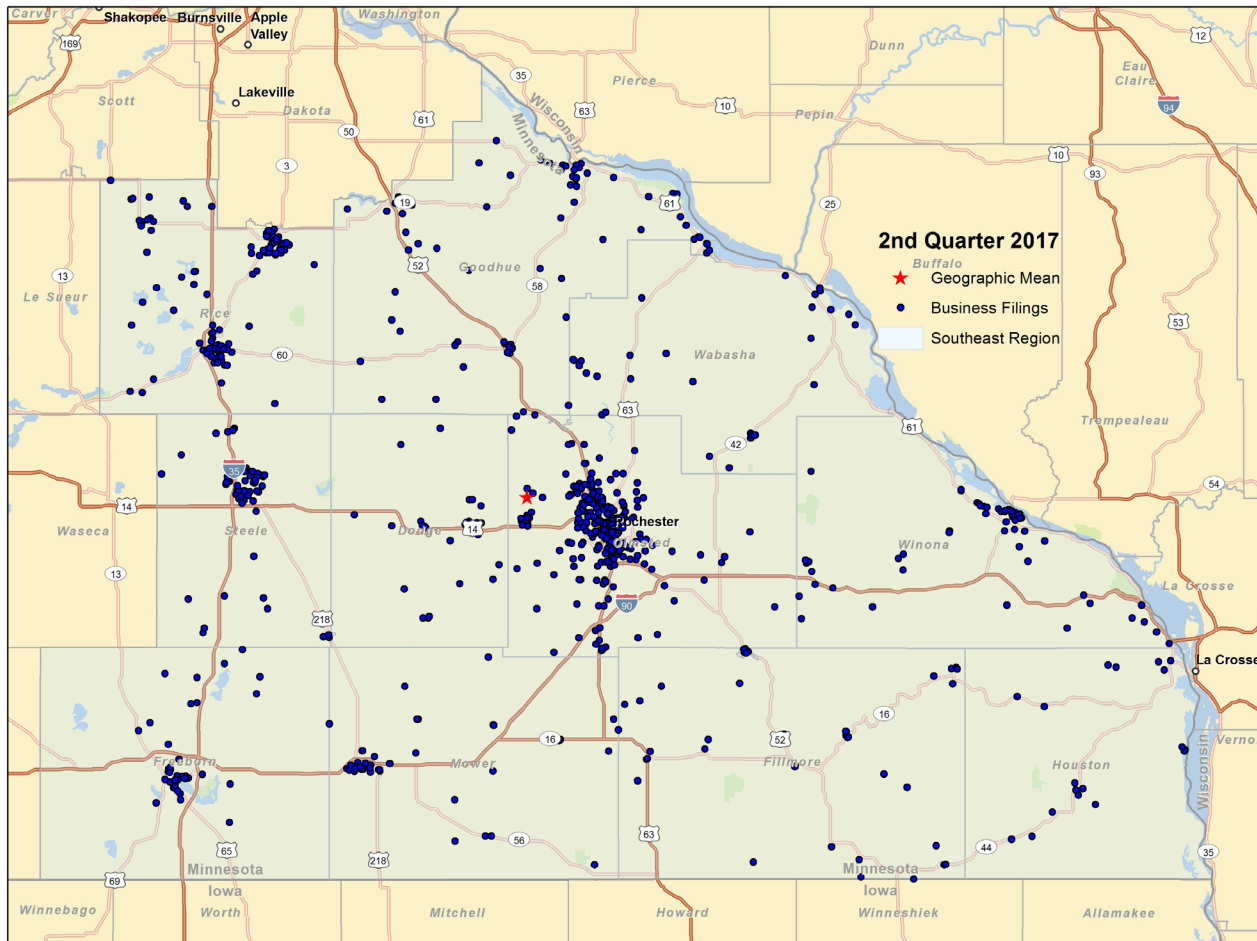 Carver
Shakopee
Burnsville
Apple
Valley
Washington
169
12
Dunn
Eau
Claire
35
Pierce
Scott
Lakeville
Dakota
Wisconsin
Minnesota
63
10
94
61
Pepin
50
3
10
93
19
61
25
13
52
Goodhue
2nd Quarter 2017
Buffalo
Geographic Mean
58
Le Sueur
Business Filings
Rice
53
Southeast Region
60
Wabasha
63
Trempealeau
42
61
35
54
14
Rochester
Waseca
Steele
Dodge
14
Olmsted
Winona
13
La Crosse
90
218
La Crosse
16
52
16
Vernon
Freeborn
Mower
Fillmore
Houston
Wisconsin
63
56
44
65
218
35
Minnesota
Iowa
Minnesota
Iowa
69
Winnebago
Worth
Mitchell
Howard
Winneshiek
Allamakee